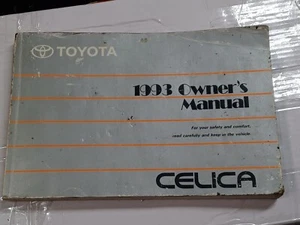 TOYOTA
1993 Owner's
Manual
For your safety and comfort,
read carefully and keep in the vehicle.
CELICA